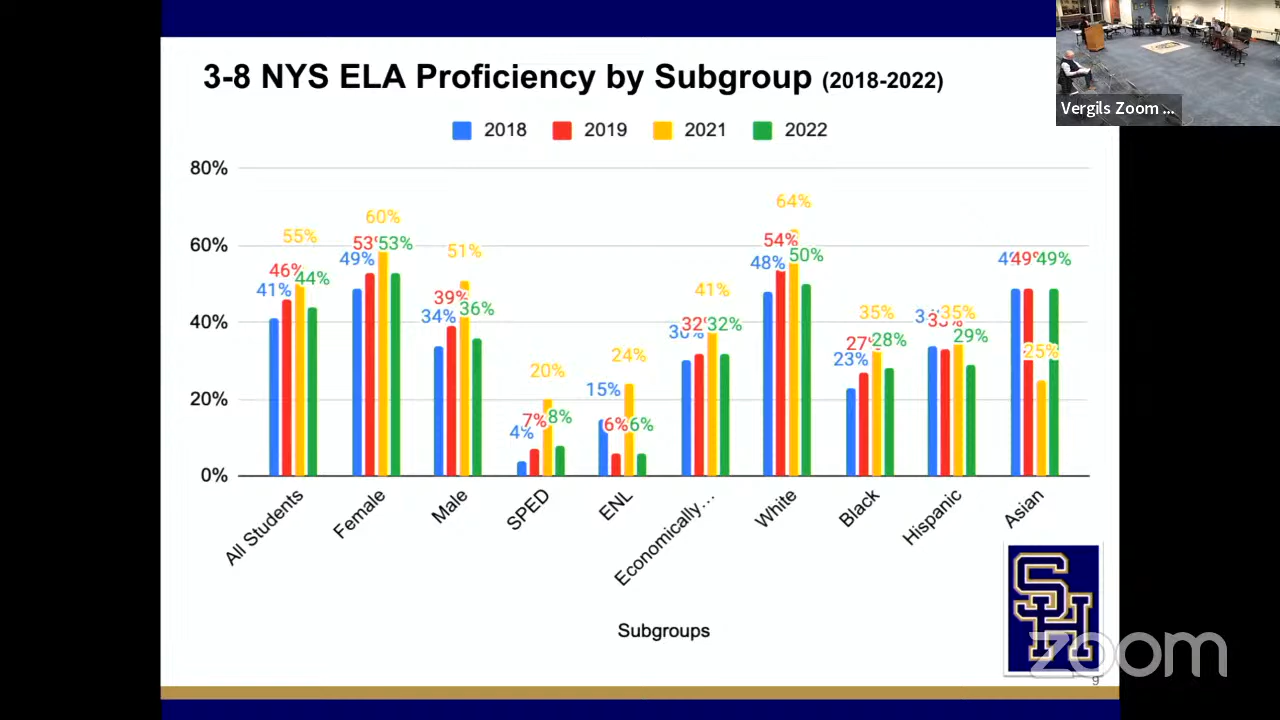 3-8 NYS ELA Proficiency by Subgroup (2018-2022)
Vergils Zoom ...
2018 2019 2021 2022
80%
60%
40%
20%
0%
41% 46% 55% 44%
49% 53% 60% 53%
34% 39% 51% 36%
4% 7% 20% 8%
15% 6% 24% 6%
30% 32% 41% 32%
48% 54% 64% 50%
23% 27% 35% 28%
35% 29%
49% 25% 49%
All Students
Female
Male
SPED
ENL
Economically...
White
Black
Hispanic
Asian
Subgroups
SH
zoom
9